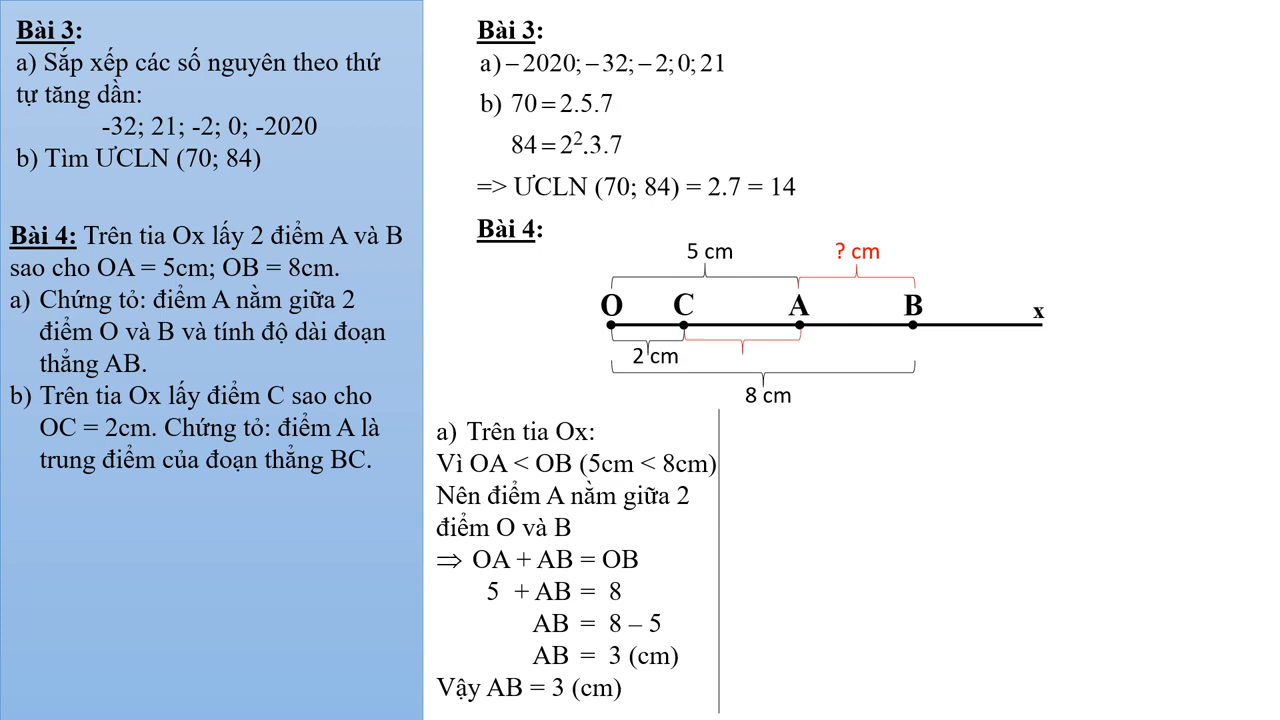 Bài 3:
a) Sắp xếp các số nguyên theo thứ
tự tăng dần:
-32; 21; -2; 0; -2020
b) Tìm ƯCLN (70; 84)
Bài 4: Trên tia Ox lấy 2 điểm A và B
sao cho OA = 5cm; OB = 8cm.
a) Chứng tỏ: điểm A nằm giữa 2
điểm O và B và tính độ dài đoạn
thẳng AB.
b) Trên tia Ox lấy điểm C sao cho
OC = 2cm. Chứng tỏ: điểm A là
trung điểm của đoạn thẳng BC.
Bài 3:
a) −2020; −32; −2; 0; 21
b) 70 = 2.5.7
84 = 2².3.7
=> ƯCLN (70; 84) = 2.7 = 14
Bài 4:
5 cm ? cm
O C A B x
2 cm
8 cm
a) Trên tia Ox:
Vì OA < OB (5cm < 8cm)
Nên điểm A nằm giữa 2
điểm O và B
⇒ OA + AB = OB
5 + AB = 8
AB = 8 – 5
AB = 3 (cm)
Vậy AB = 3 (cm)